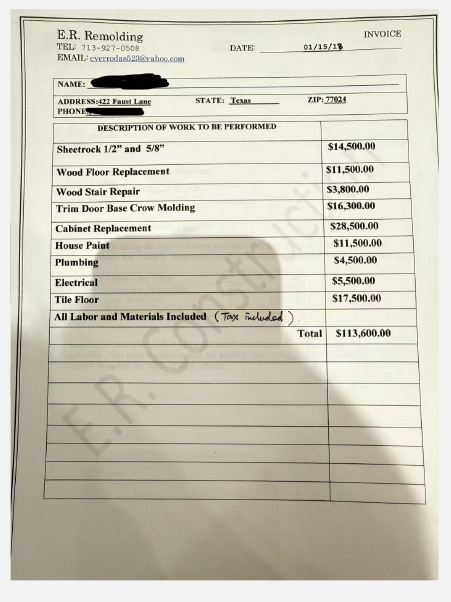 E.R. Remolding
INVOICE
TEL: 713-927-0508
DATE: 01/15/18
EMAIL: everrodas523@yahoo.com
NAME:
ADDRESS:422 Faust Lane STATE: Texas ZIP: 77024
PHONE
DESCRIPTION OF WORK TO BE PERFORMED
Sheetrock 1/2” and 5/8” $14,500.00
Wood Floor Replacement $11,500.00
Wood Stair Repair $3,800.00
Trim Door Base Crow Molding $16,300.00
Cabinet Replacement $28,500.00
House Paint $11,500.00
Plumbing $4,500.00
Electrical $5,500.00
Tile Floor $17,500.00
All Labor and Materials Included (Tax included)
Total $113,600.00
E.R. Construction